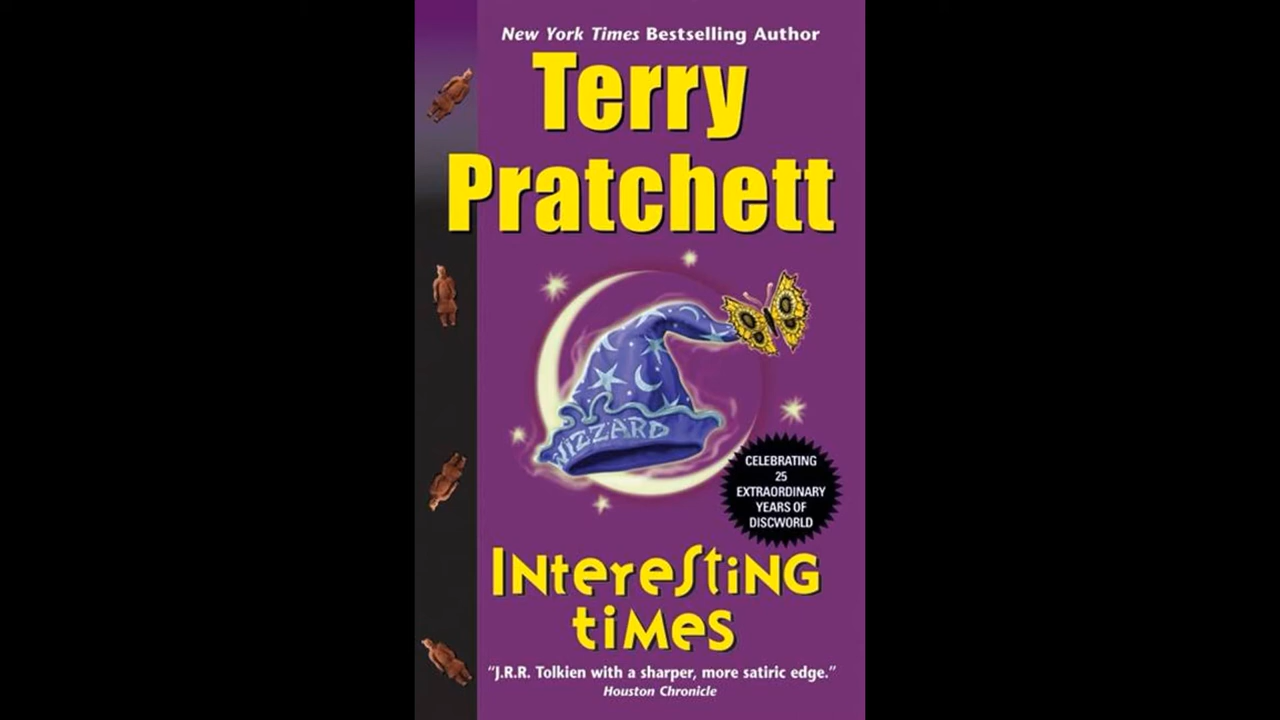 New York Times Bestselling Author
Terry
Pratchett
WIZZARD
CELEBRATING
25
EXTRAORDINARY
YEARS OF
DISCWORLD
INtereStiNG
tiMes
"J.R.R. Tolkien with a sharper, more satiric edge."
Houston Chronicle